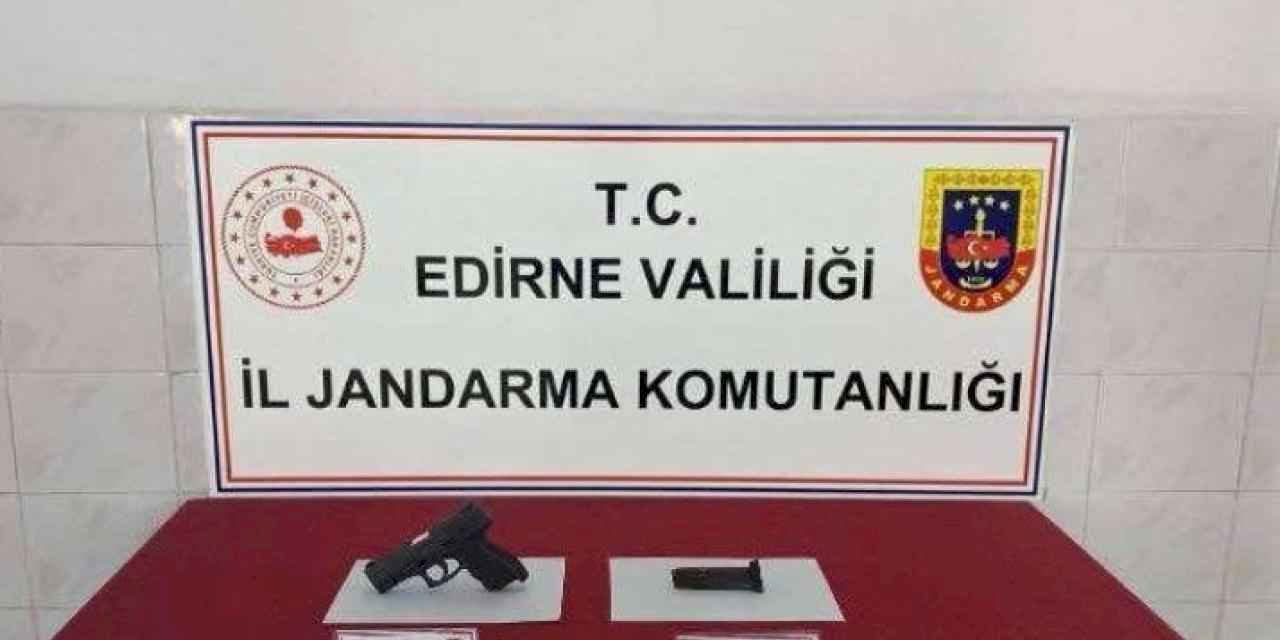 T.C.
EDİRNE VALİLİĞİ
İL JANDARMA KOMUTANLIĞI
JANDARMA